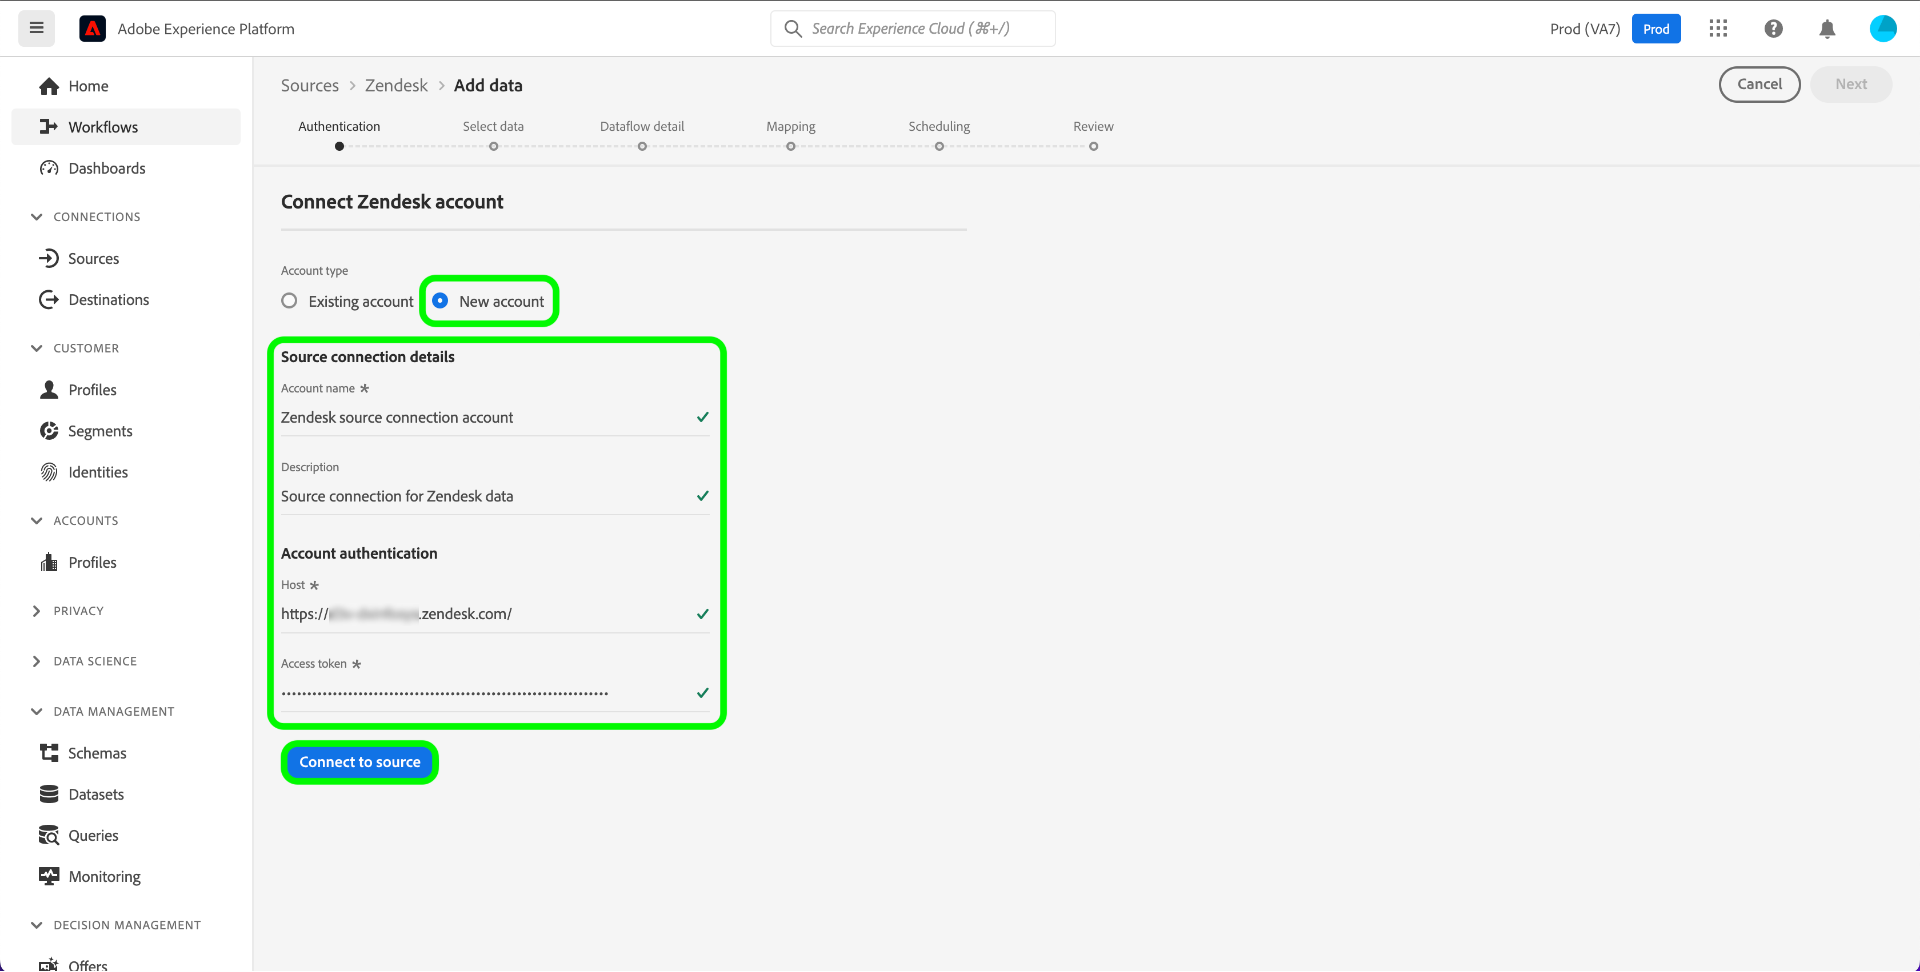 Adobe Experience Platform
Search Experience Cloud (⌘+/)
Prod (VA7)
Prod
Home
Workflows
Dashboards
CONNECTIONS
Sources
Destinations
CUSTOMER
Profiles
Segments
Identities
ACCOUNTS
Profiles
PRIVACY
DATA SCIENCE
DATA MANAGEMENT
Schemas
Datasets
Queries
Monitoring
DECISION MANAGEMENT
Offers
Sources > Zendesk > Add data
Cancel
Next
Authentication Select data Dataflow detail Mapping Scheduling Review
Connect Zendesk account
Account type
Existing account New account
Source connection details
Account name *
Zendesk source connection account
Description
Source connection for Zendesk data
Account authentication
Host *
https:// .zendesk.com/
Access token *
Connect to source